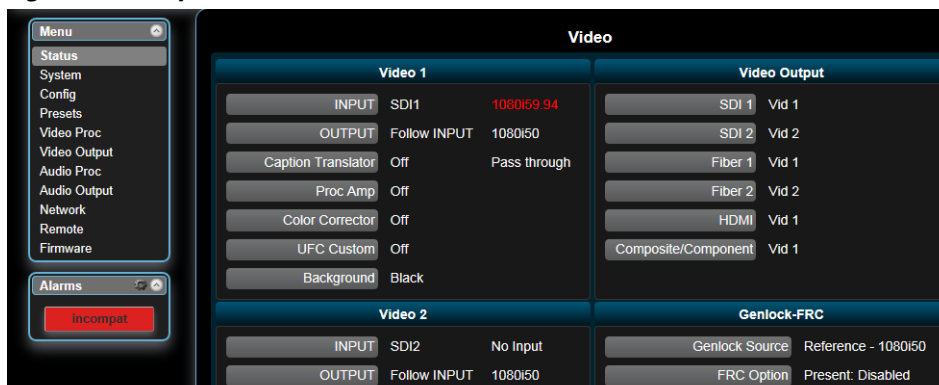 Menu
Status
System
Config
Presets
Video Proc
Video Output
Audio Proc
Audio Output
Network
Remote
Firmware
Alarms
incompat
Video
Video 1
INPUT SDI1 1080i59.94
OUTPUT Follow INPUT 1080i50
Caption Translator Off Pass through
Proc Amp Off
Color Corrector Off
UFC Custom Off
Background Black
Video Output
SDI 1 Vid 1
SDI 2 Vid 2
Fiber 1 Vid 1
Fiber 2 Vid 2
HDMI Vid 1
Composite/Component Vid 1
Video 2
INPUT SDI2 No Input
OUTPUT Follow INPUT 1080i50
Genlock-FRC
Genlock Source Reference - 1080i50
FRC Option Present: Disabled